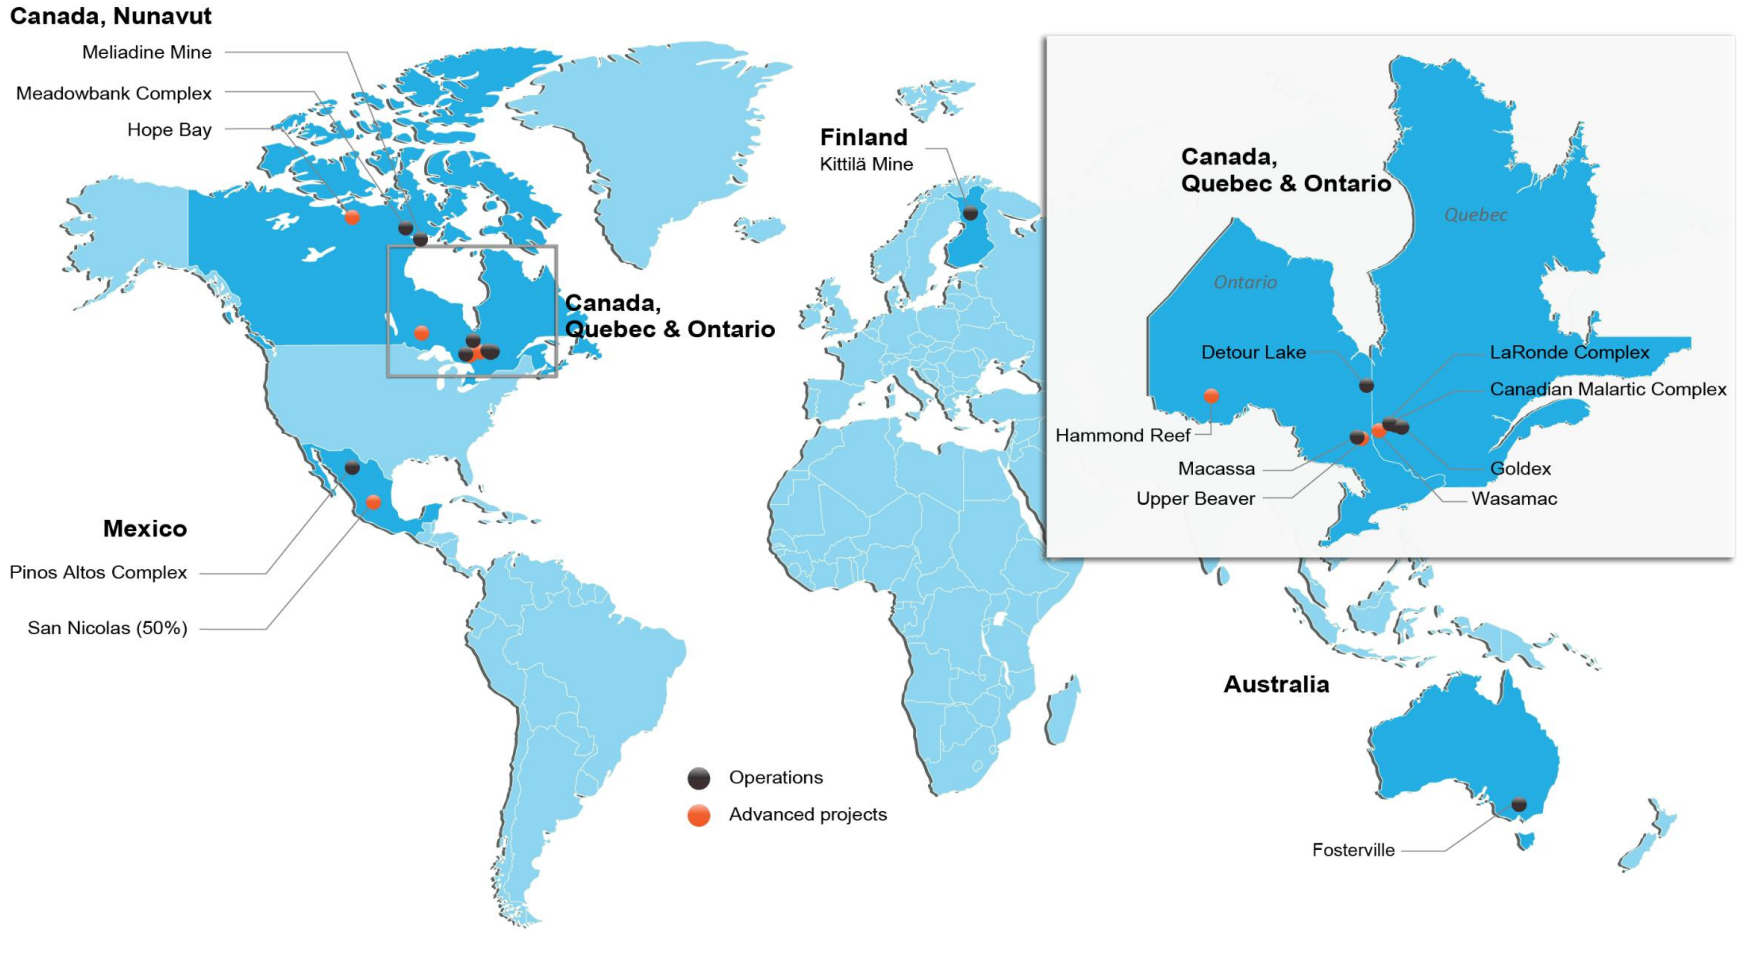 Canada, Nunavut
Meliadine Mine
Meadowbank Complex
Hope Bay
Finland
Kittilä Mine
Canada,
Quebec & Ontario
Mexico
Pinos Altos Complex
San Nicolas (50%)
Operations
Advanced projects
Canada,
Quebec & Ontario
Quebec
Ontario
Detour Lake
LaRonde Complex
Canadian Malartic Complex
Hammond Reef
Macassa
Goldex
Upper Beaver
Wasamac
Australia
Fosterville